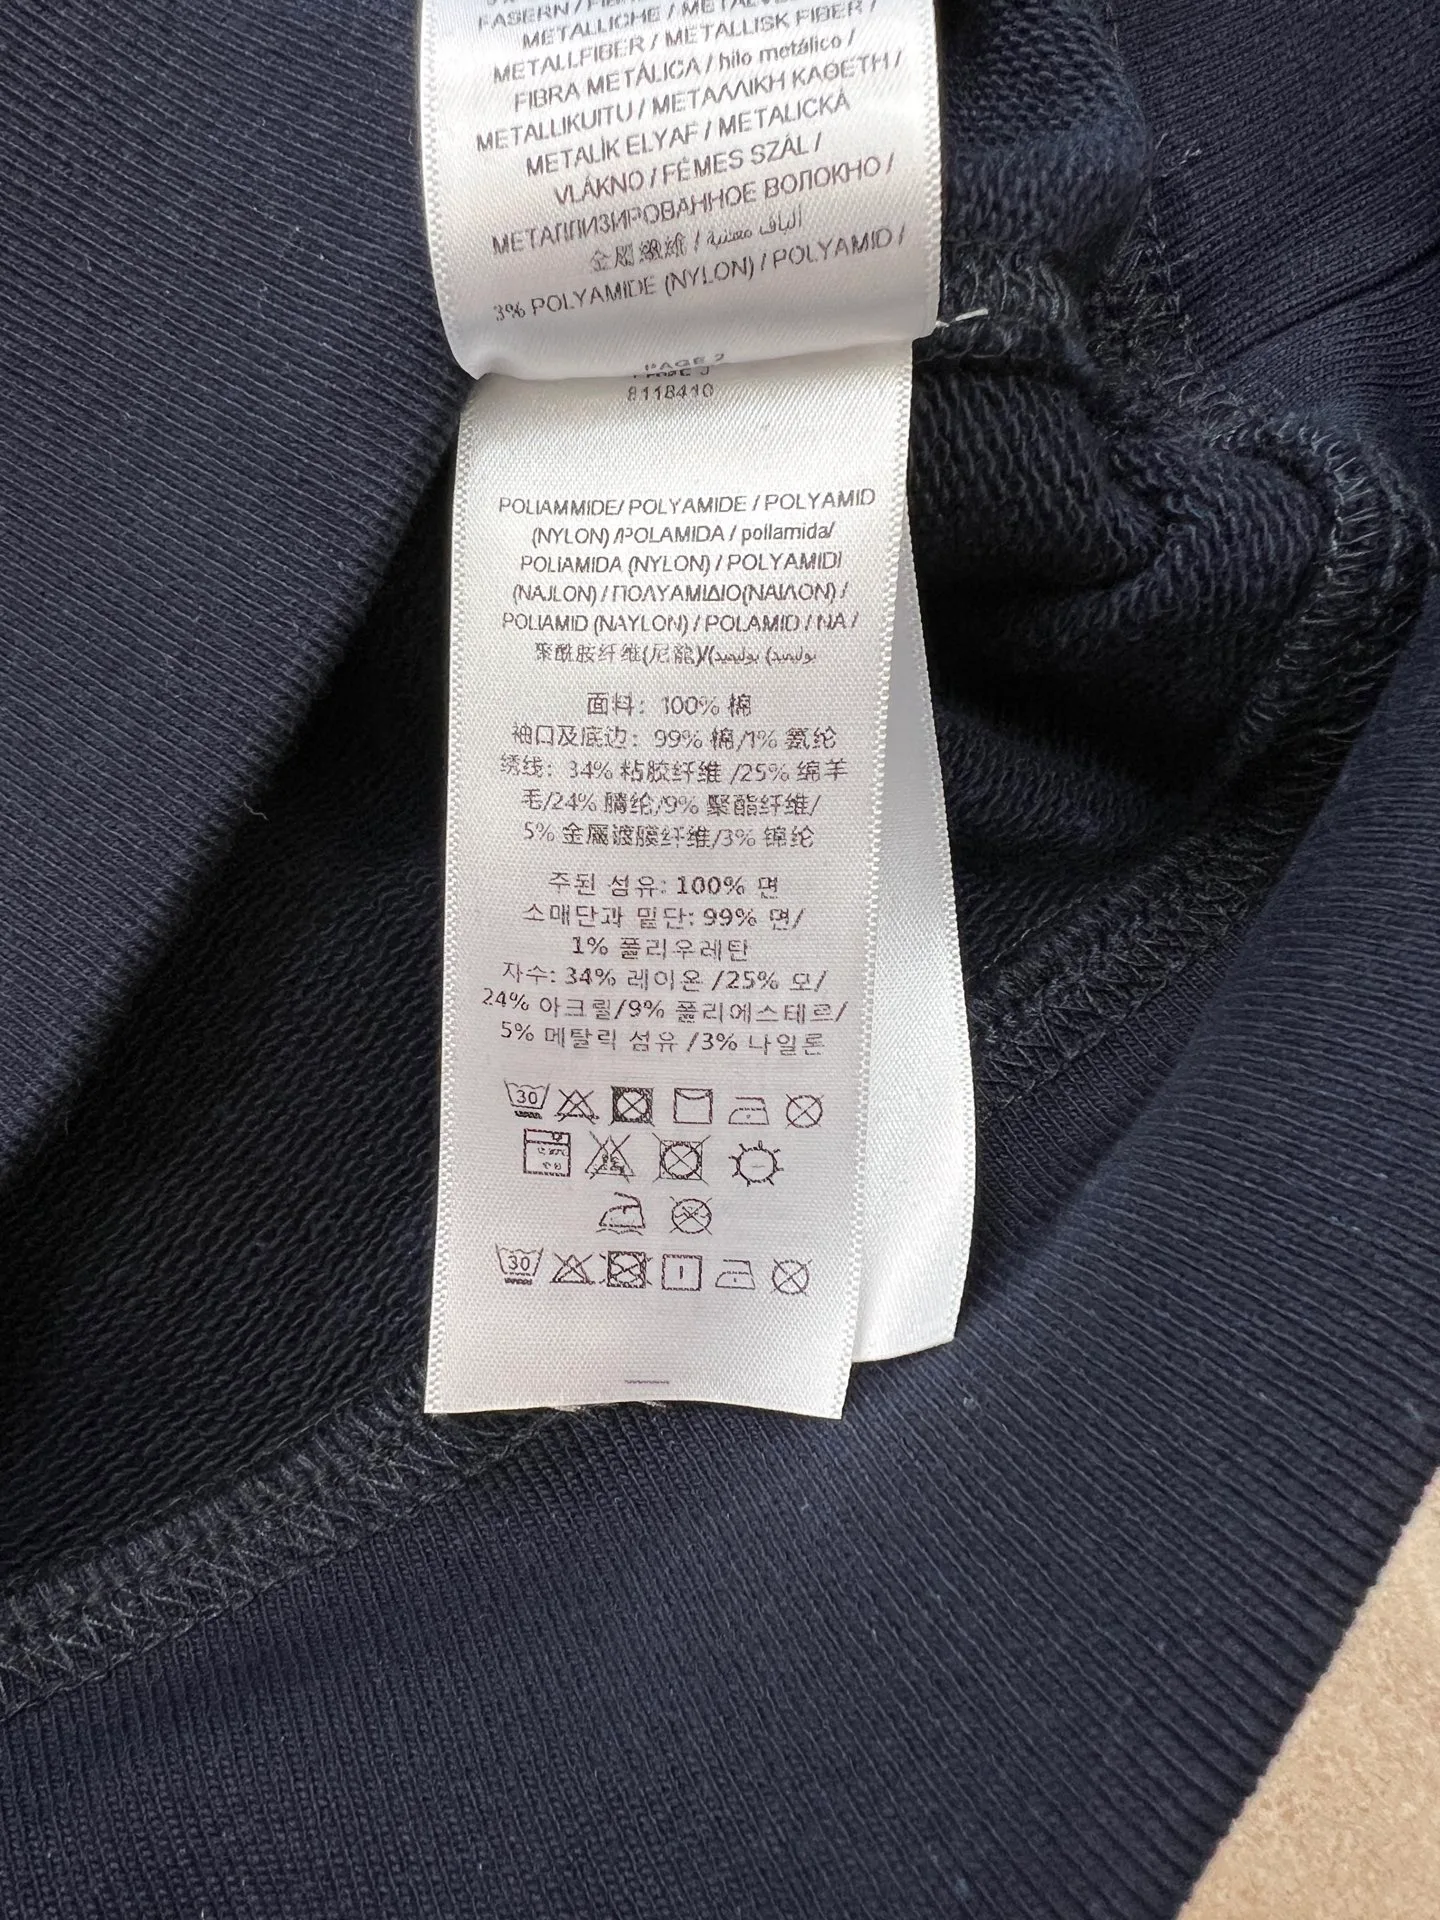 FASERN /
METALLICHE /
METALLFIBER / METALLISK FIBER /
FIBRA METÁLICA / hilo metálico /
METALLIKUITU / ΜΕΤΑΛΛΙΚΗ ΚΑΘΕΤΗ /
METALİK ELYAF / METALICKÁ
VLÁKNO / FÉMES SZÁL /
МЕТАЛЛИЗИРОВАННОЕ ВОЛОКНО /
金属纖維 / ألياف معدنية
3% POLYAMIDE (NYLON) / POLYAMID /
PAGE 2
8118410
POLIAMMIDE/ POLYAMIDE / POLYAMID
(NYLON) /POLAMIDA / poliamida/
POLIAMIDA (NYLON) / POLYAMIDI
(NAJLON) / ΠΟΛΥΑΜΙΔΙΟ(ΝΑΙΛΟΝ) /
POLIAMID (NAYLON) / POLAMID / NA /
聚酰胺纤维(尼龍)/
面料: 100% 棉
袖口及底边: 99% 棉/1% 氨纶
绣线: 34% 粘胶纤维 /25% 绵羊
毛/24% 腈纶/9% 聚酯纤维/
5% 金属镀膜纤维/3% 锦纶
주된 섬유: 100% 면
소매단과 밑단: 99% 면/
1% 폴리우레탄
자수: 34% 레이온 /25% 모/
24% 아크릴/9% 폴리에스테르/
5% 메탈릭 섬유 /3% 나일론
30
30